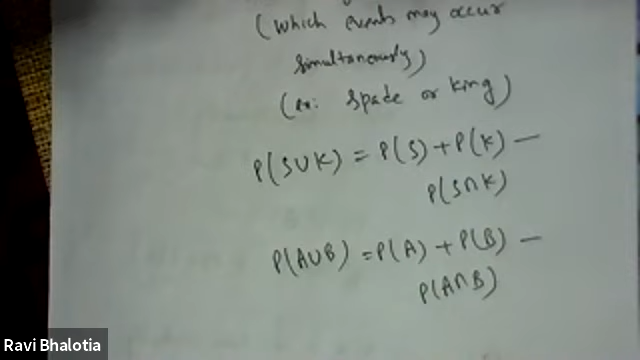 (which events may occur
simultaneously)
(ex: Spade or King)
P(S∪K) = P(S) + P(K) −
P(S∩K)
P(A∪B) = P(A) + P(B) −
P(A∩B)
Ravi Bhalotia